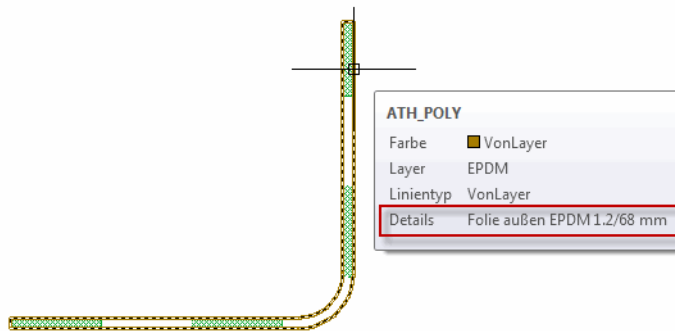 ATH_POLY
Farbe VonLayer
Layer EPDM
Linientyp VonLayer
Details Folie außen EPDM 1.2/68 mm